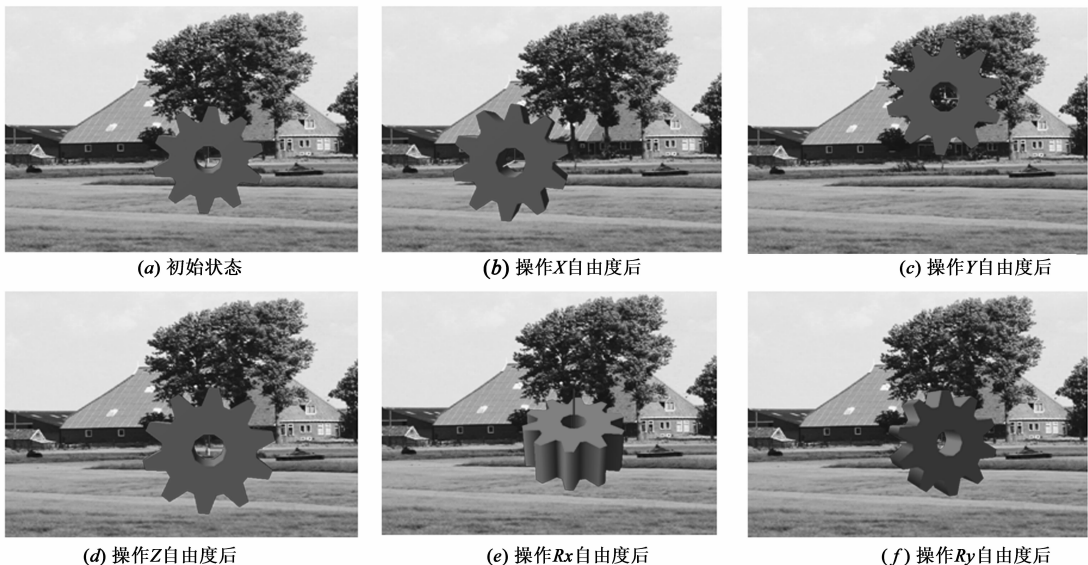 (a) 初始状态
(b) 操作X自由度后
(c) 操作Y自由度后
(d) 操作Z自由度后
(e) 操作Rx自由度后
(f) 操作Ry自由度后